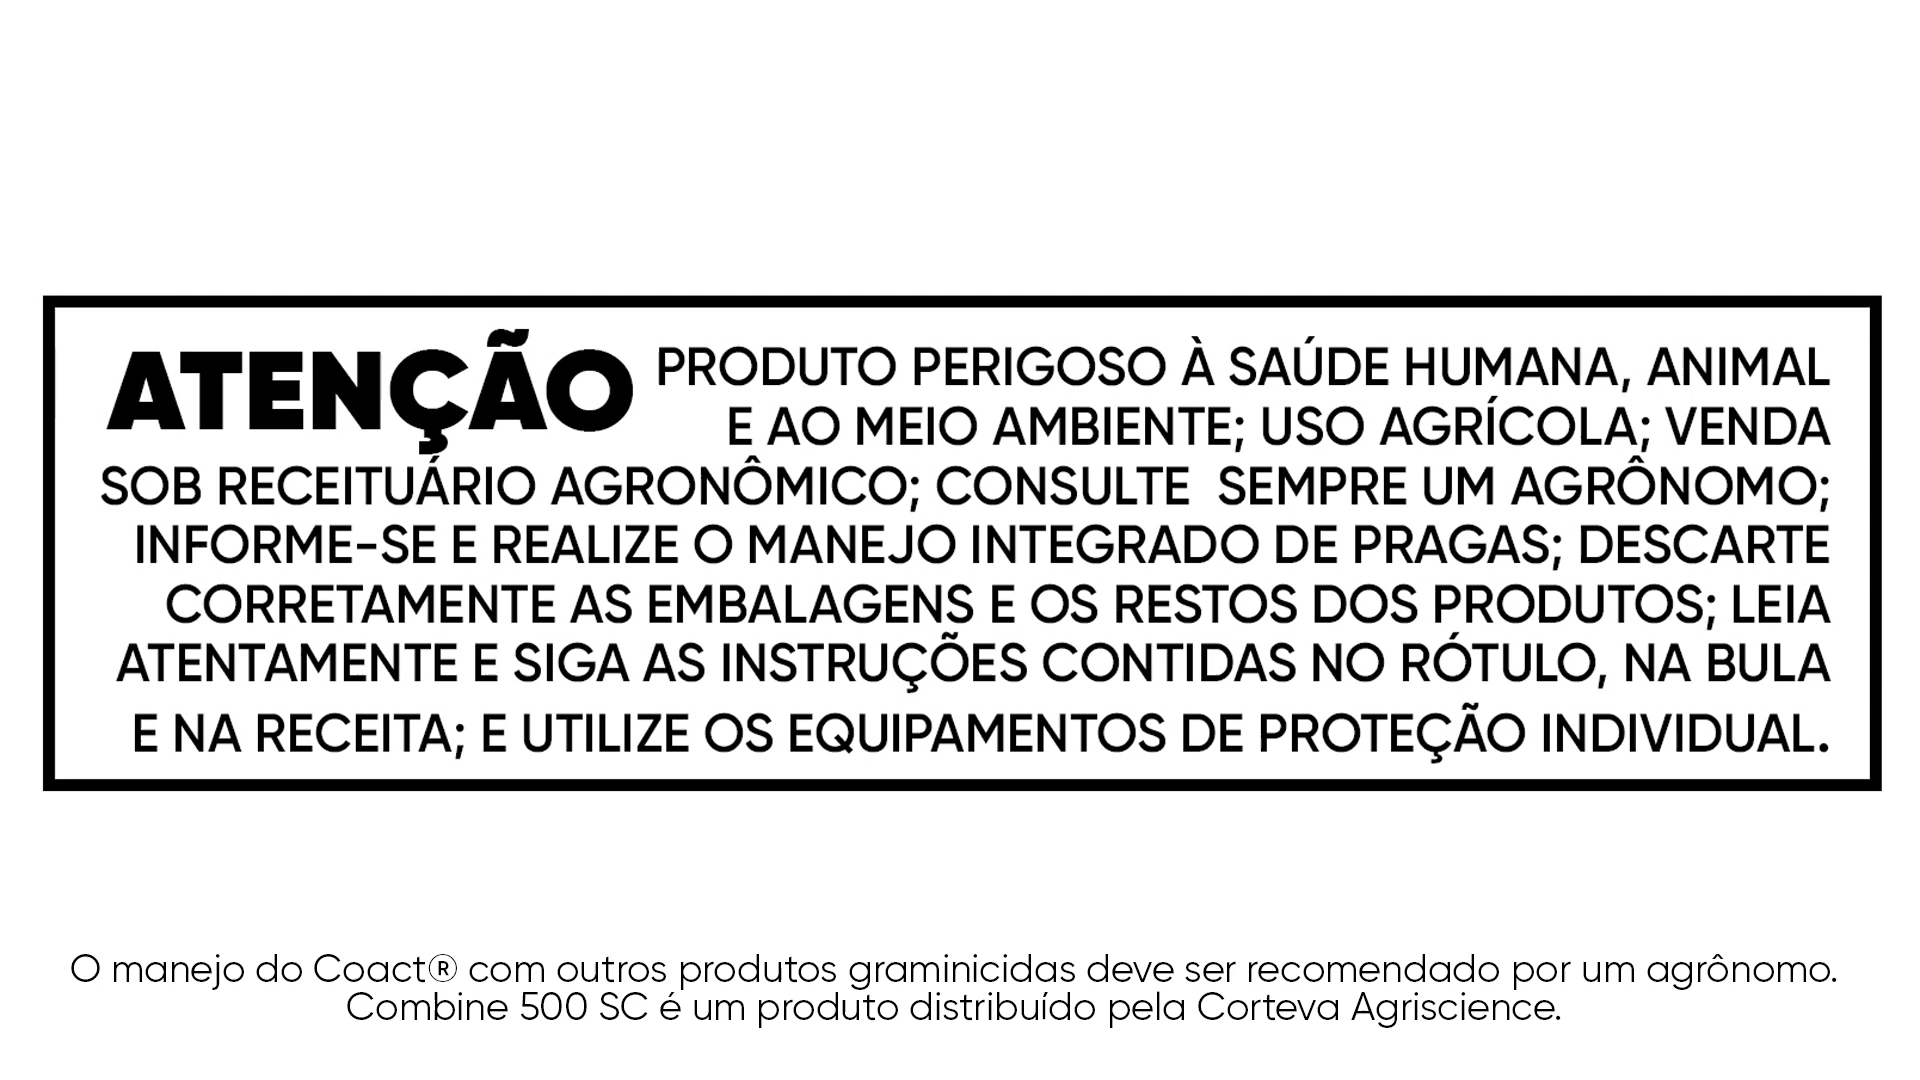 ATENÇÃO PRODUTO PERIGOSO À SAÚDE HUMANA, ANIMAL
E AO MEIO AMBIENTE; USO AGRÍCOLA; VENDA
SOB RECEITUÁRIO AGRONÔMICO; CONSULTE  SEMPRE UM AGRÔNOMO;
INFORME-SE E REALIZE O MANEJO INTEGRADO DE PRAGAS; DESCARTE
CORRETAMENTE AS EMBALAGENS E OS RESTOS DOS PRODUTOS; LEIA
ATENTAMENTE E SIGA AS INSTRUÇÕES CONTIDAS NO RÓTULO, NA BULA
E NA RECEITA; E UTILIZE OS EQUIPAMENTOS DE PROTEÇÃO INDIVIDUAL.
O manejo do Coact® com outros produtos graminicidas deve ser recomendado por um agrônomo.
Combine 500 SC é um produto distribuído pela Corteva Agriscience.